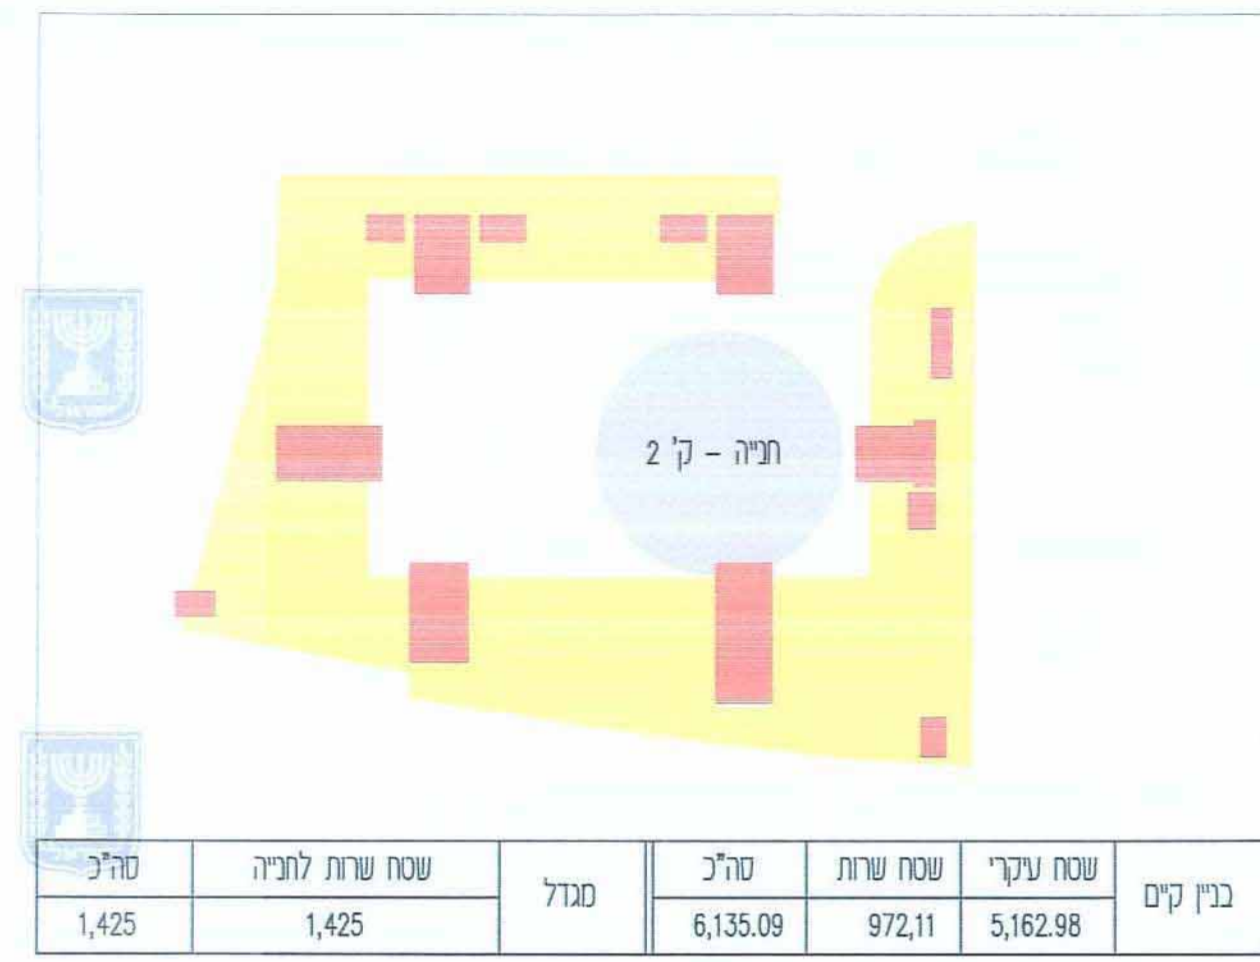 חנייה – ק' 2
בניין קיים שטח עיקרי שטח שרות סה"כ מגדל שטח שרות לחנייה סה"כ
5,162.98 972,11 6,135.09 1,425 1,425